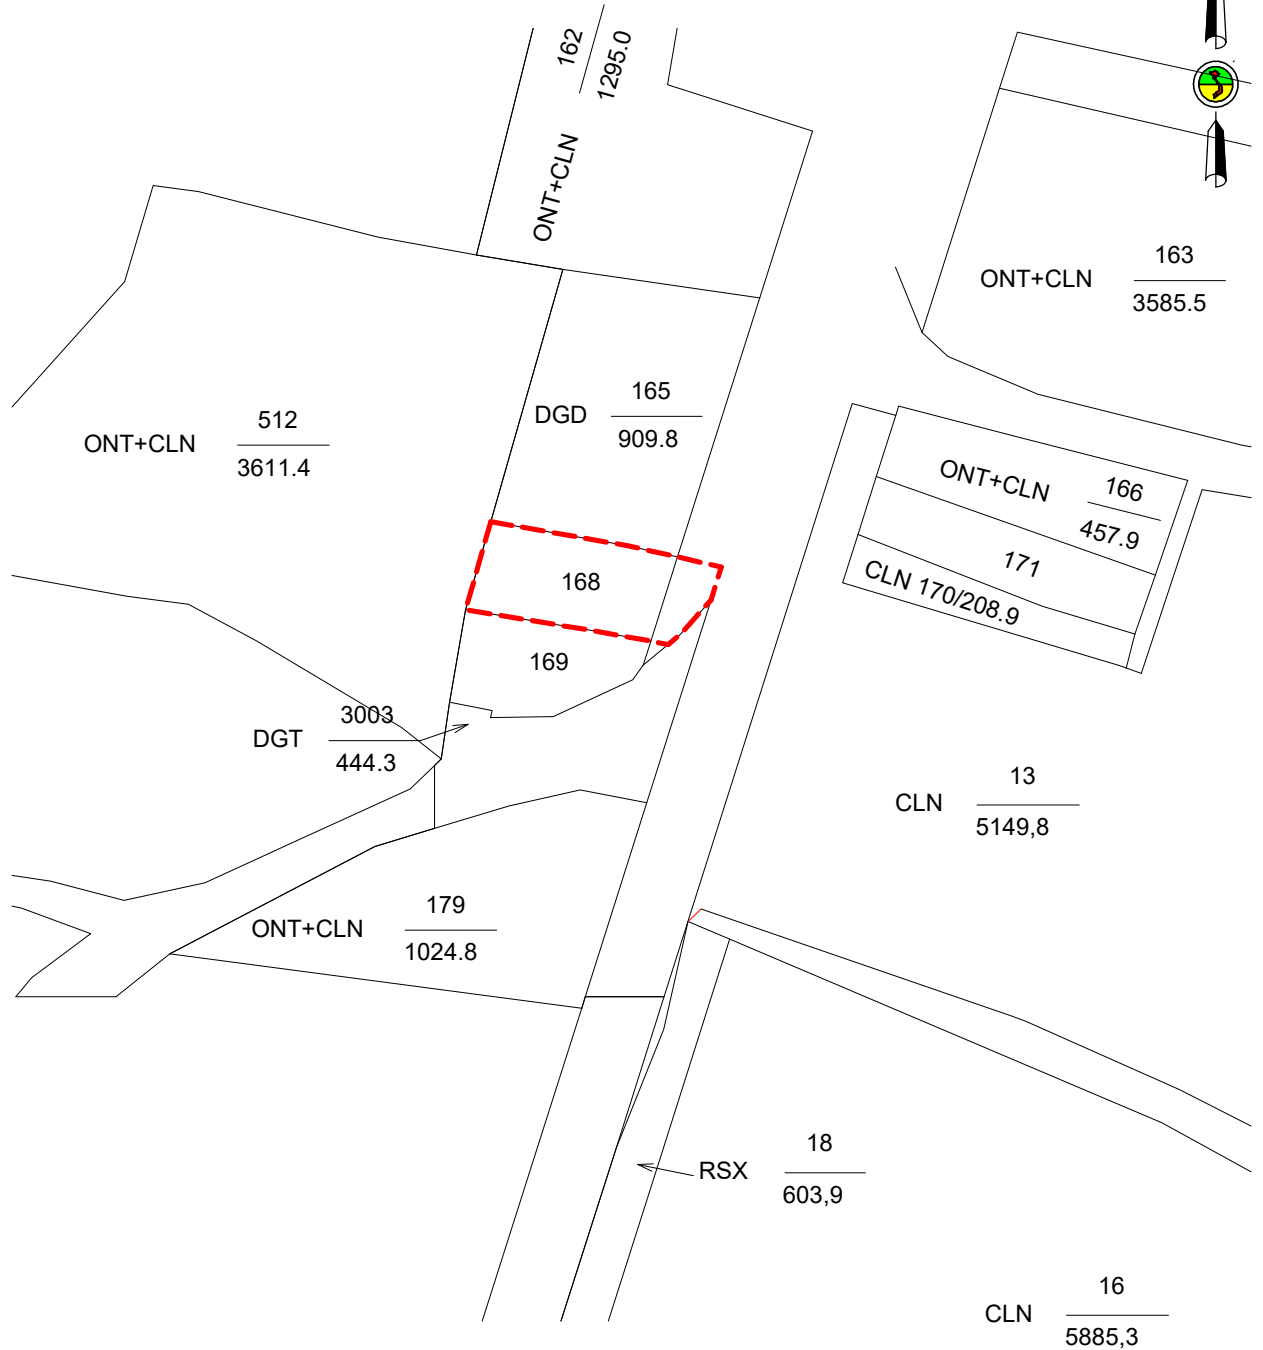 162
1295.0
ONT+CLN
163
ONT+CLN
3585.5
165
DGD
909.8
512
ONT+CLN
3611.4
166
ONT+CLN
457.9
171
CLN 170/208.9
168
169
3003
DGT
444.3
13
CLN
5149,8
179
ONT+CLN
1024.8
18
RSX
603,9
16
CLN
5885,3